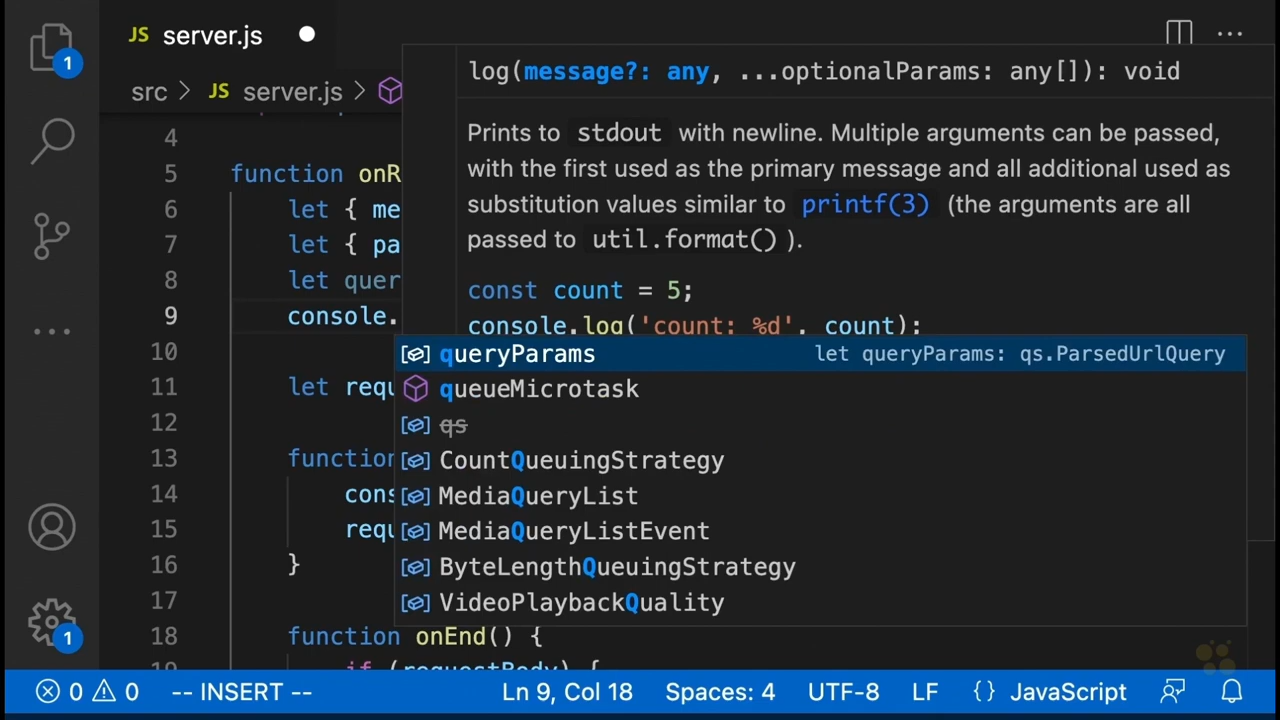 1
JS server.js
src > JS server.js >
log(message?: any, ...optionalParams: any[]): void
Prints to stdout with newline. Multiple arguments can be passed,
with the first used as the primary message and all additional used as
substitution values similar to printf(3) (the arguments are all
passed to util.format() ).
const count = 5;
console.log('count: %d', count);
4
5 function onR
6 let { me
7 let { pa
8 let quer
9 console.
10
11 let requ
12
13 function
14 cons
15 requ
16 }
17
18 function onEnd() {
19 if (requestBody) {
queryParams let queryParams: qs.ParsedUrlQuery
queueMicrotask
qs
CountQueuingStrategy
MediaQueryList
MediaQueryListEvent
ByteLengthQueuingStrategy
VideoPlaybackQuality
1
0 0 -- INSERT -- Ln 9, Col 18 Spaces: 4 UTF-8 LF {} JavaScript